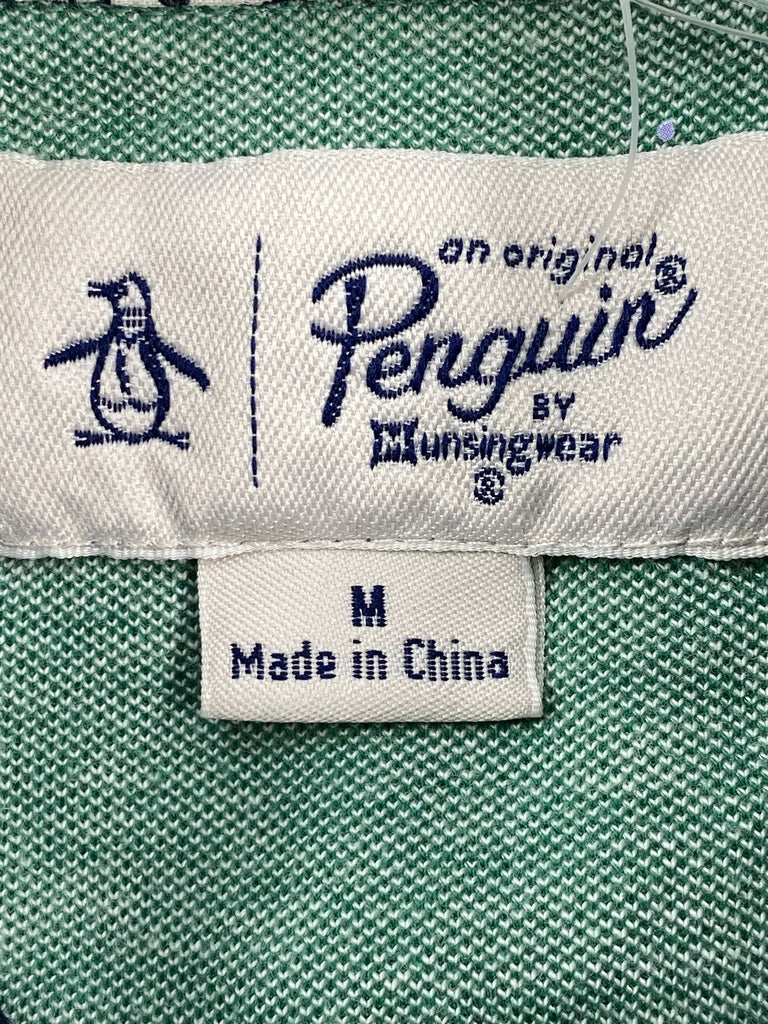 an original®
Penguin®
BY
Munsingwear
®
M
Made in China